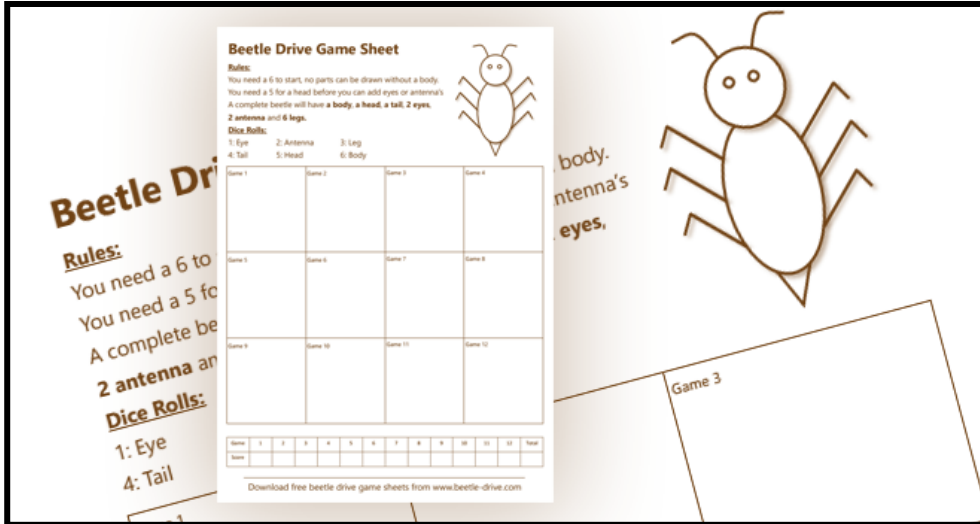 Beetle Drive Game Sheet
Rules:
You need a 6 to start, no parts can be drawn without a body.
You need a 5 for a head before you can add eyes or antenna's
A complete beetle will have a body, a head, a tail, 2 eyes,
2 antenna and 6 legs.
Dice Rolls:
1: Eye 2: Antenna 3: Leg
4: Tail 5: Head 6: Body
Game 1 Game 2 Game 3 Game 4
Game 5 Game 6 Game 7 Game 8
Game 9 Game 10 Game 11 Game 12
Game 1 2 3 4 5 6 7 8 9 10 11 12 Total
Score
Download free beetle drive game sheets from www.beetle-drive.com
Beetle Dri
Rules:
You need a 6 to
You need a 5 fo
A complete be
2 antenna an
Dice Rolls:
1: Eye
4: Tail
body.
ntenna's
eyes,
Game 3